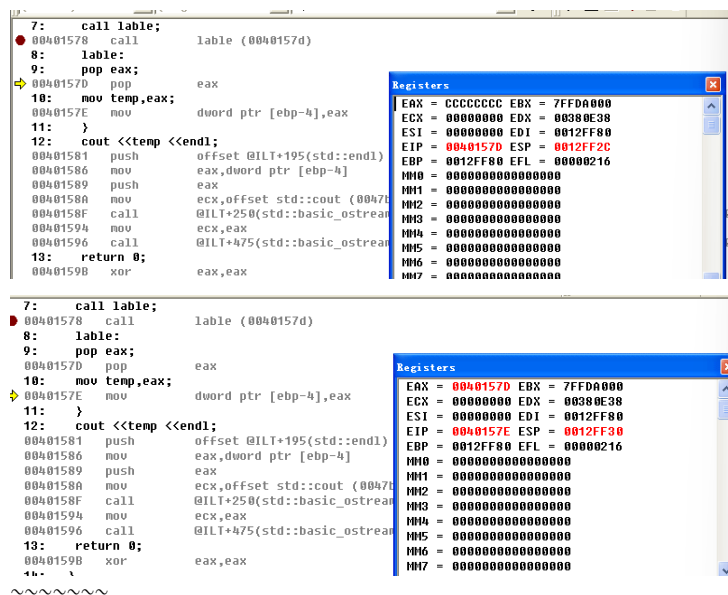 7: call lable;
00401578 call lable (0040157d)
8: lable:
9: pop eax;
0040157D pop eax
10: mov temp,eax;
0040157E mov dword ptr [ebp-4],eax
11: }
12: cout <<temp <<endl;
00401581 push offset @ILT+195(std::endl)
00401586 mov eax,dword ptr [ebp-4]
00401589 push eax
0040158A mov ecx,offset std::cout (0047b
0040158F call @ILT+250(std::basic_ostream
00401594 mov ecx,eax
00401596 call @ILT+475(std::basic_ostream
13: return 0;
0040159B xor eax,eax
Registers
EAX = CCCCCCCC EBX = 7FFDA000
ECX = 00000000 EDX = 00380E38
ESI = 00000000 EDI = 0012FF80
EIP = 0040157D ESP = 0012FF2C
EBP = 0012FF80 EFL = 00000216
MM0 = 0000000000000000
MM1 = 0000000000000000
MM2 = 0000000000000000
MM3 = 0000000000000000
MM4 = 0000000000000000
MM5 = 0000000000000000
MM6 = 0000000000000000
MM7 = 0000000000000000
7: call lable;
00401578 call lable (0040157d)
8: lable:
9: pop eax;
0040157D pop eax
10: mov temp,eax;
0040157E mov dword ptr [ebp-4],eax
11: }
12: cout <<temp <<endl;
00401581 push offset @ILT+195(std::endl)
00401586 mov eax,dword ptr [ebp-4]
00401589 push eax
0040158A mov ecx,offset std::cout (0047b
0040158F call @ILT+250(std::basic_ostream
00401594 mov ecx,eax
00401596 call @ILT+475(std::basic_ostream
13: return 0;
0040159B xor eax,eax
14: }
Registers
EAX = 0040157D EBX = 7FFDA000
ECX = 00000000 EDX = 00380E38
ESI = 00000000 EDI = 0012FF80
EIP = 0040157E ESP = 0012FF30
EBP = 0012FF80 EFL = 00000216
MM0 = 0000000000000000
MM1 = 0000000000000000
MM2 = 0000000000000000
MM3 = 0000000000000000
MM4 = 0000000000000000
MM5 = 0000000000000000
MM6 = 0000000000000000
MM7 = 0000000000000000
~~~~~~~